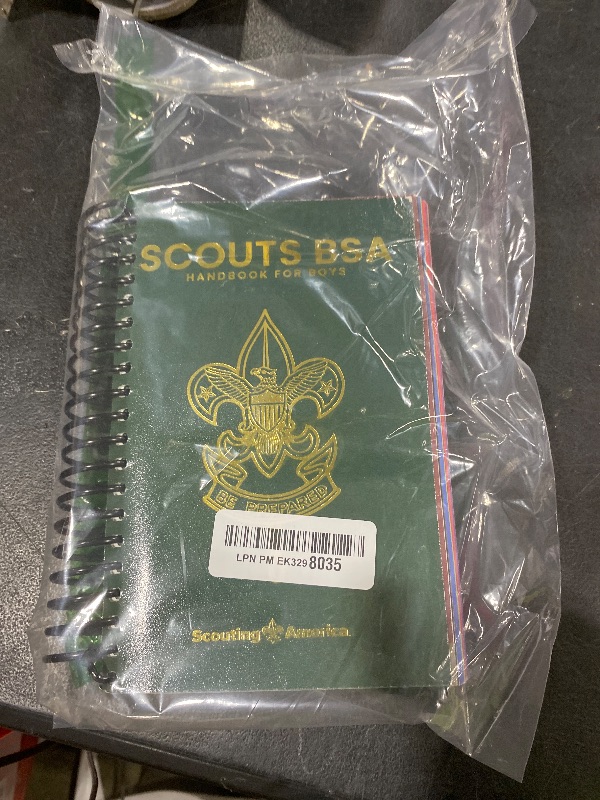 SCOUTS BSA
HANDBOOK FOR BOYS
BE PREPARED
LPN PM EK3298035
Scouting America